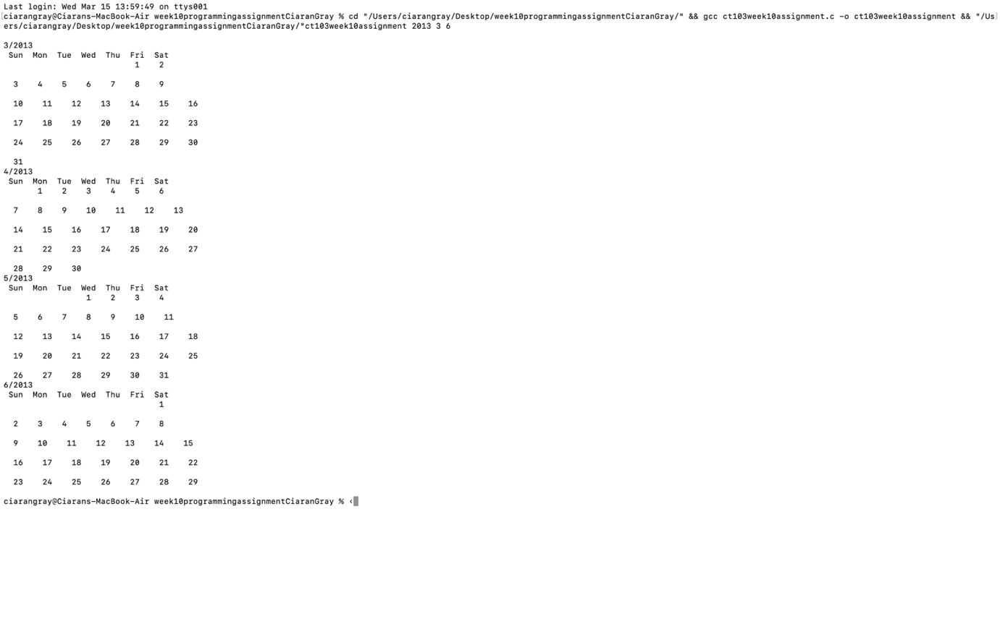 Last login: Wed Mar 15 13:59:49 on ttys001
[ciarangray@Ciarans-MacBook-Air week10programmingassignmentCiaranGray % cd "/Users/ciarangray/Desktop/week10programmingassignmentCiaranGray/" && gcc ct103week10assignment.c -o ct103week10assignment && "/Us]
ers/ciarangray/Desktop/week10programmingassignmentCiaranGray/"ct103week10assignment 2013 3 6
3/2013
Sun Mon Tue Wed Thu Fri Sat
1 2
3 4 5 6 7 8 9
10 11 12 13 14 15 16
17 18 19 20 21 22 23
24 25 26 27 28 29 30
31
4/2013
Sun Mon Tue Wed Thu Fri Sat
1 2 3 4 5 6
7 8 9 10 11 12 13
14 15 16 17 18 19 20
21 22 23 24 25 26 27
28 29 30
5/2013
Sun Mon Tue Wed Thu Fri Sat
1 2 3 4
5 6 7 8 9 10 11
12 13 14 15 16 17 18
19 20 21 22 23 24 25
26 27 28 29 30 31
6/2013
Sun Mon Tue Wed Thu Fri Sat
1
2 3 4 5 6 7 8
9 10 11 12 13 14 15
16 17 18 19 20 21 22
23 24 25 26 27 28 29
ciarangray@Ciarans-MacBook-Air week10programmingassignmentCiaranGray % ‹